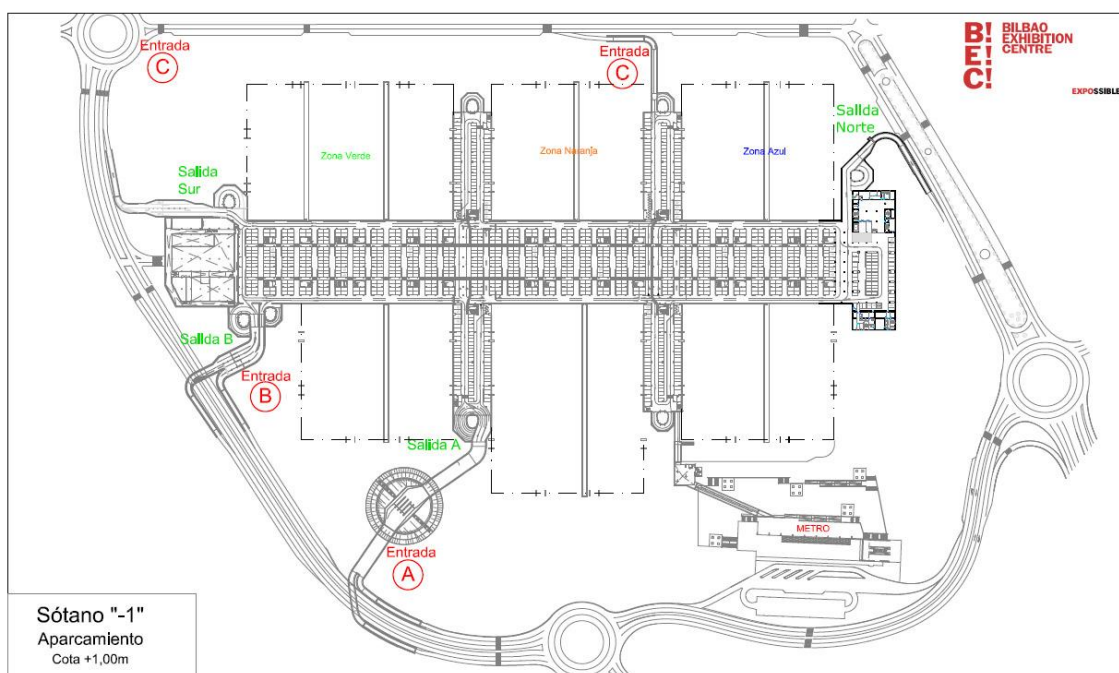 B! BILBAO
E! EXHIBITION
C! CENTRE
EXPOSSIBLE
Entrada
C
Entrada
C
Salida
Norte
Zona Verde
Zona Naranja
Zona Azul
Salida
Sur
Salida B
Entrada
B
Salida A
METRO
Entrada
A
Sótano "-1"
Aparcamiento
Cota +1,00m